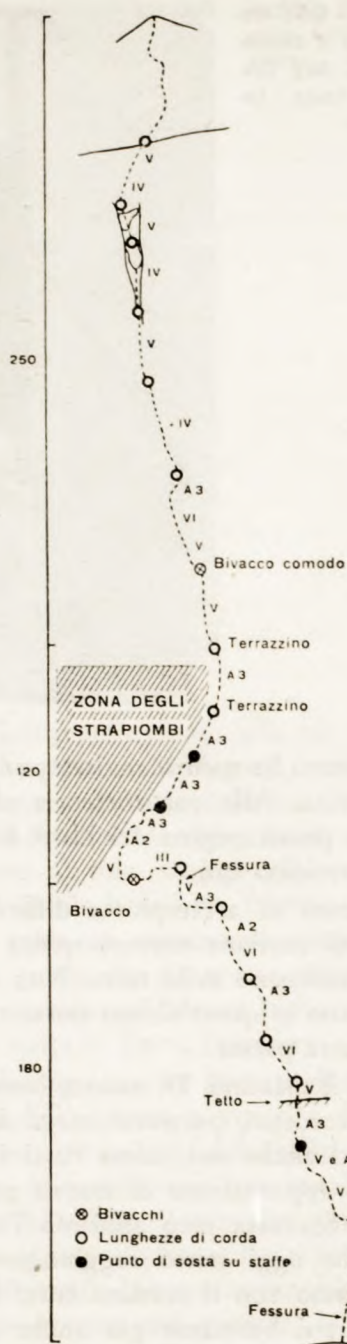 V
IV
V
IV
V
250
IV
A3
VI
V
Bivacco comodo
V
Terrazzino
A3
ZONA DEGLI
STRAPIOMBI
Terrazzino
A3
120
A3
A2
III
V
Fessura
V
A3
Bivacco
A2
VI
A3
VI
180
V
Tetto
A3
V e A
V
Bivacchi
Lunghezze di corda
Punto di sosta su staffe
Fessura